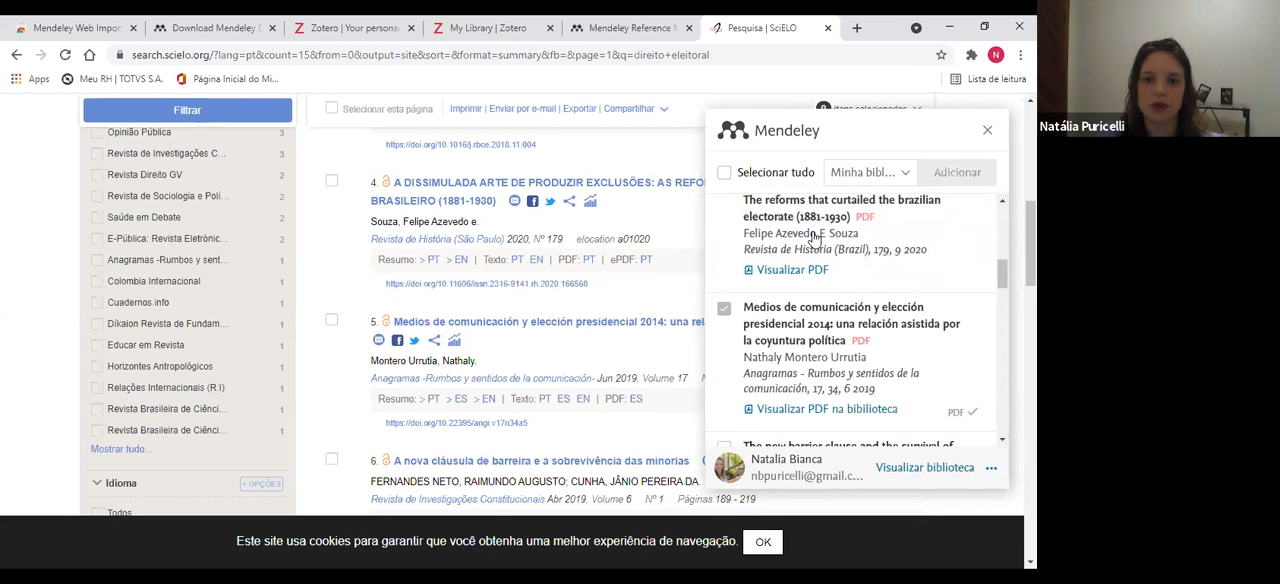 Mendeley Web Impor
Download Mendeley D
Zotero | Your persona
My Library | Zotero
Mendeley Reference M
Pesquisa | SciELO
search.scielo.org/?lang=pt&count=15&from=0&output=site&sort=&format=summary&fb=&page=1&q=direito+eleitoral
N
Apps
Meu RH | TOTVS S.A.
Página Inicial do Mi...
Lista de leitura
Filtrar
Opinião Pública 3
Revista de Investigações C... 3
Revista Direito GV 2
Revista de Sociologia e Polí... 2
Saúde em Debate 2
E-Pública: Revista Eletrônic... 2
Anagramas -Rumbos y sent... 1
Colombia Internacional 1
Cuadernos.info 1
Díkaion Revista de Fundam... 1
Educar em Revista 1
Horizontes Antropológicos 1
Relações Internacionais (R.I) 1
Revista Brasileira de Ciênci... 1
Revista Brasileira de Ciênci... 1
Mostrar tudo...
Idioma
+ OPÇÕES
Todos
Selecionar esta página
Imprimir | Enviar por e-mail | Exportar | Compartilhar
0 Itens selecionados
https://doi.org/10.1016/j.rbce.2018.11.004
4. A DISSIMULADA ARTE DE PRODUZIR EXCLUSÕES: AS REFO
BRASILEIRO (1881-1930)
Souza, Felipe Azevedo e.
Revista de História (São Paulo) 2020, Nº 179 elocation a01020
Resumo: > PT > EN | Texto: PT EN | PDF: PT | ePDF: PT
https://doi.org/10.11606/issn.2316-9141.rh.2020.166560
5. Medios de comunicación y elección presidencial 2014: una rel
Montero Urrutia, Nathaly.
Anagramas -Rumbos y sentidos de la comunicación- Jun 2019, Volume 17
Resumo: > PT > ES > EN | Texto: PT ES EN | PDF: ES
https://doi.org/10.22395/angr.v17n34a5
6. A nova cláusula de barreira e a sobrevivência das minorias
FERNANDES NETO, RAIMUNDO AUGUSTO; CUNHA, JÂNIO PEREIRA DA.
Revista de Investigações Constitucionais Abr 2019, Volume 6 Nº 1 Páginas 189 - 219
Mendeley
Selecionar tudo
Minha bibl...
Adicionar
The reforms that curtailed the brazilian
electorate (1881-1930) PDF
Felipe Azevedo E Souza
Revista de História (Brazil), 179, 9 2020
Visualizar PDF
Medios de comunicación y elección
presidencial 2014: una relación asistida por
la coyuntura política PDF
Nathaly Montero Urrutia
Anagramas - Rumbos y sentidos de la
comunicación, 17, 34, 6 2019
Visualizar PDF na biblioteca
PDF
The new barrier clause and the survival of
Natalia Bianca
nbpuricelli@gmail.c...
Visualizar biblioteca
Este site usa cookies para garantir que você obtenha uma melhor experiência de navegação.
OK
Natália Puricelli